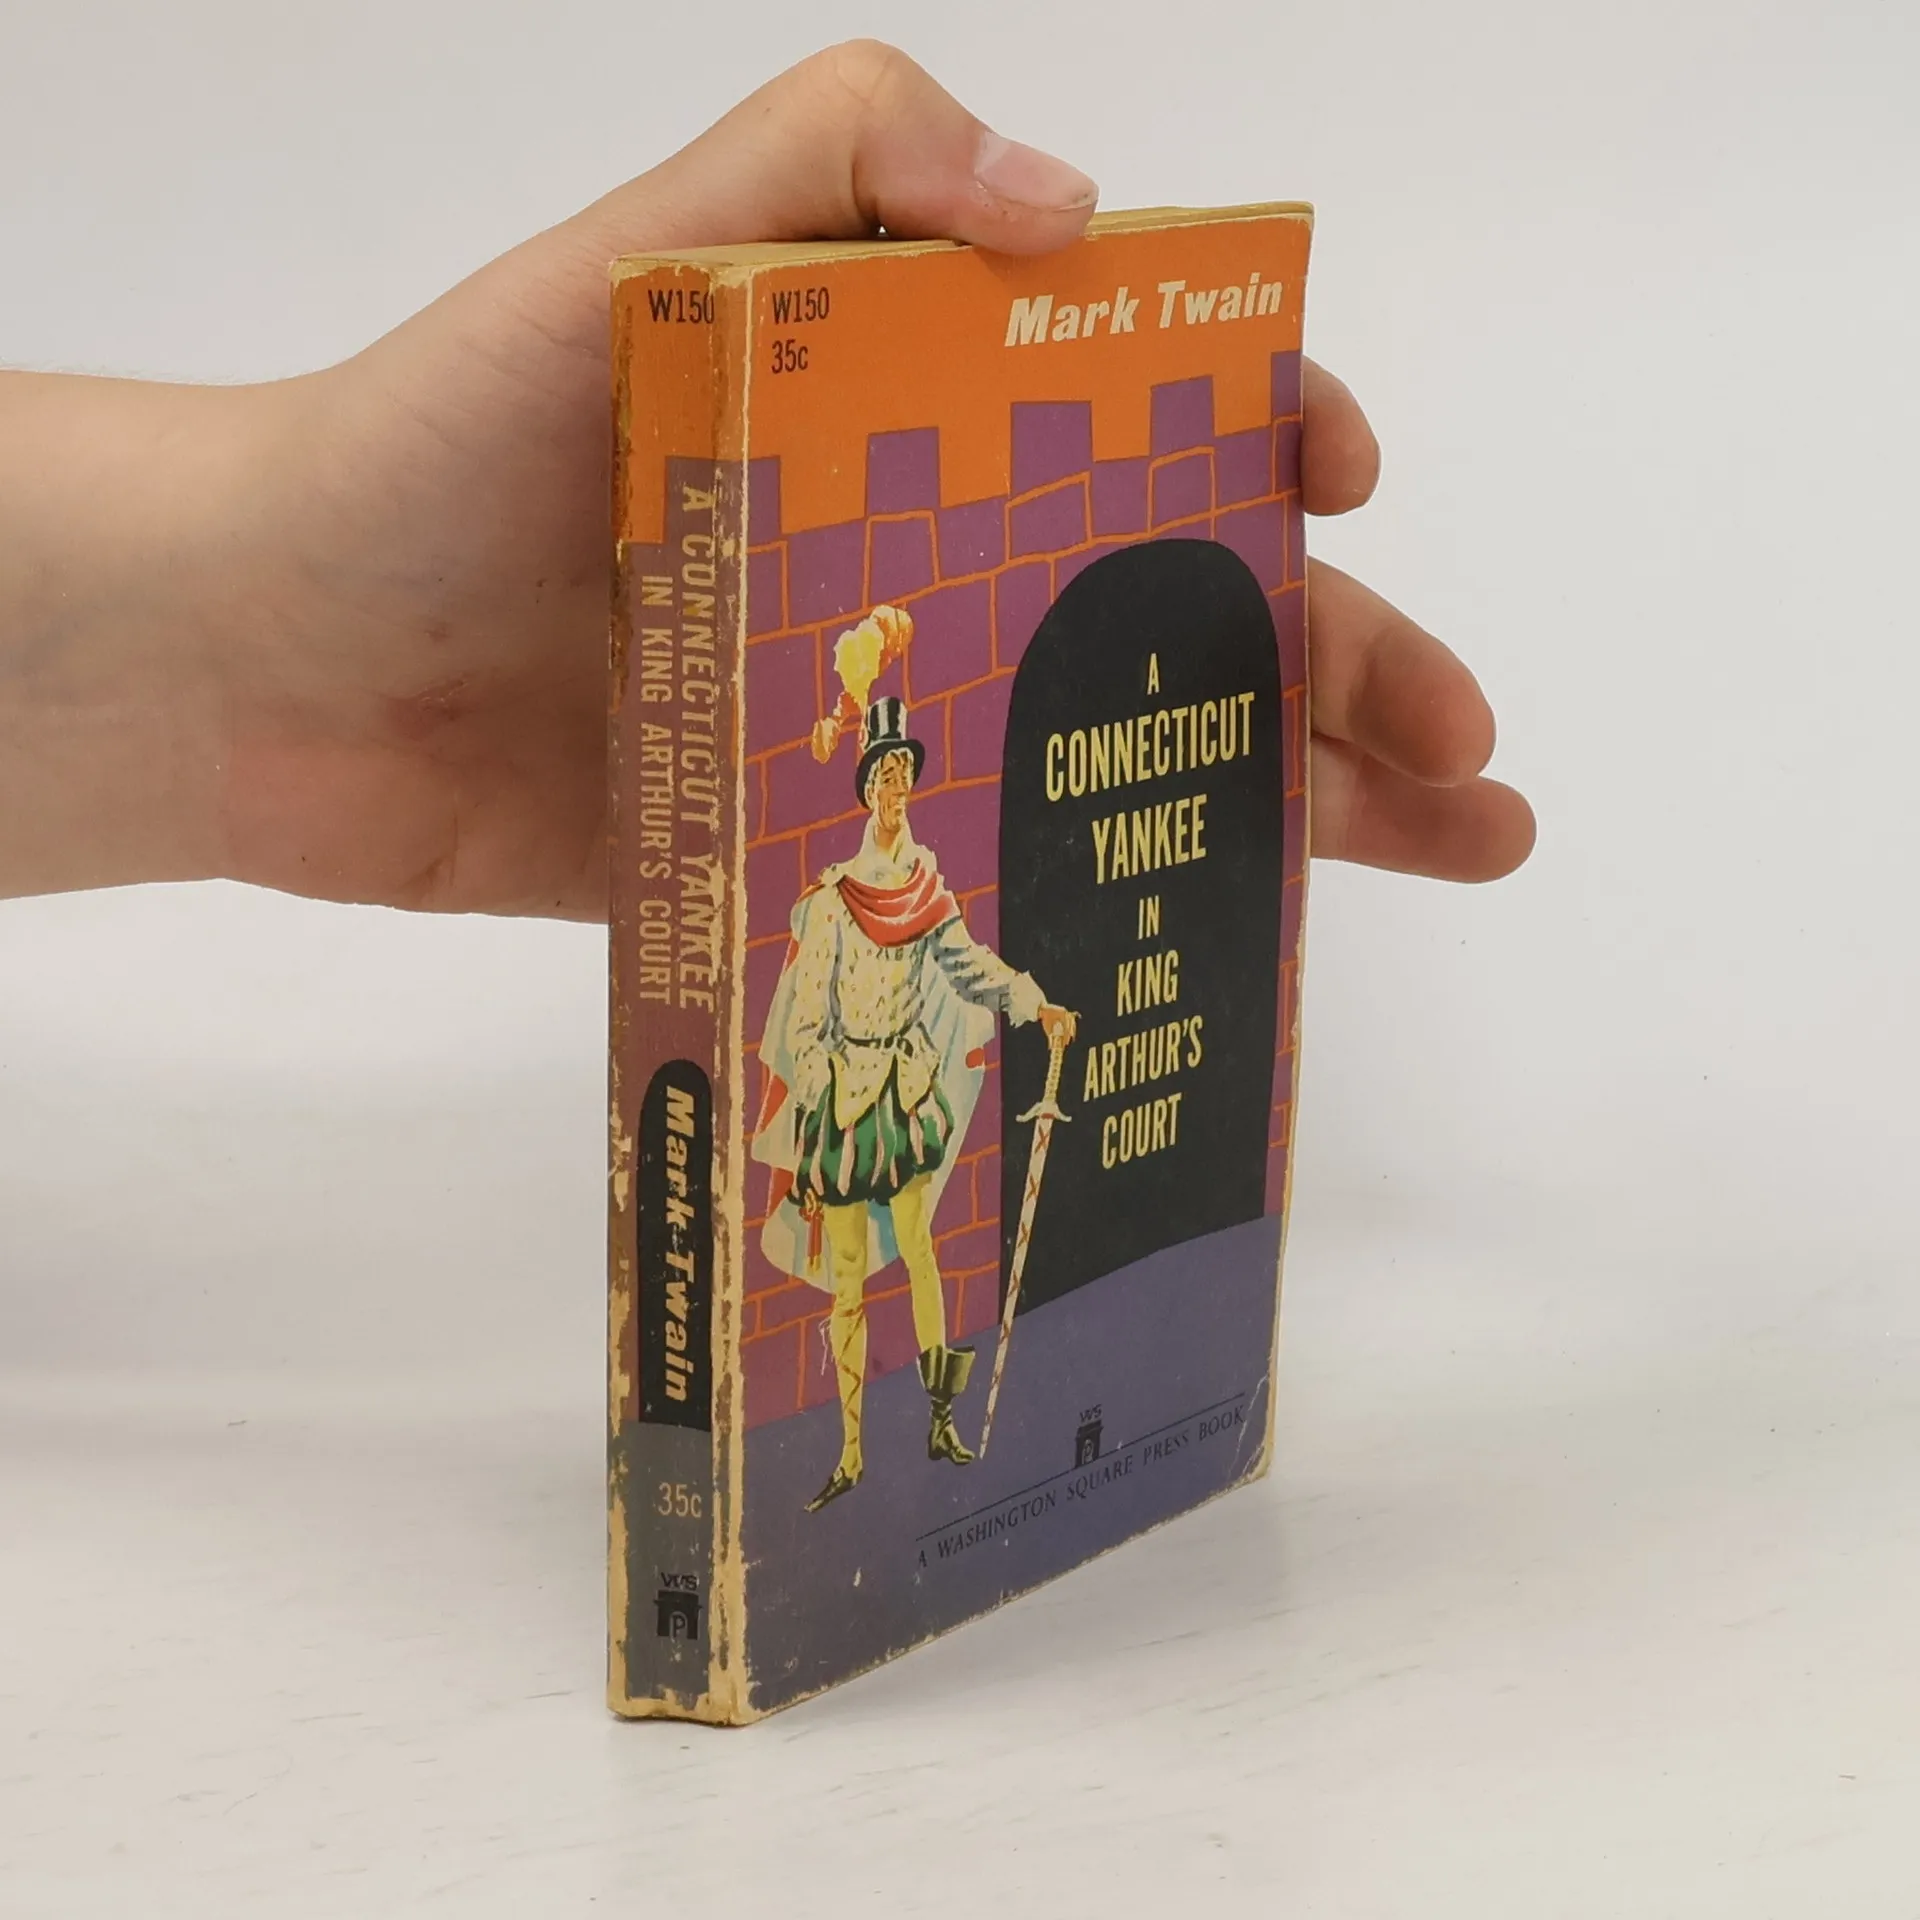 W150
A CONNECTICUT YANKEE
IN KING ARTHUR'S COURT
Mark Twain
35c
WS
P
W150
35c
Mark Twain
A
CONNECTICUT
YANKEE
IN
KING
ARTHUR'S
COURT
WS
P
A WASHINGTON SQUARE PRESS BOOK